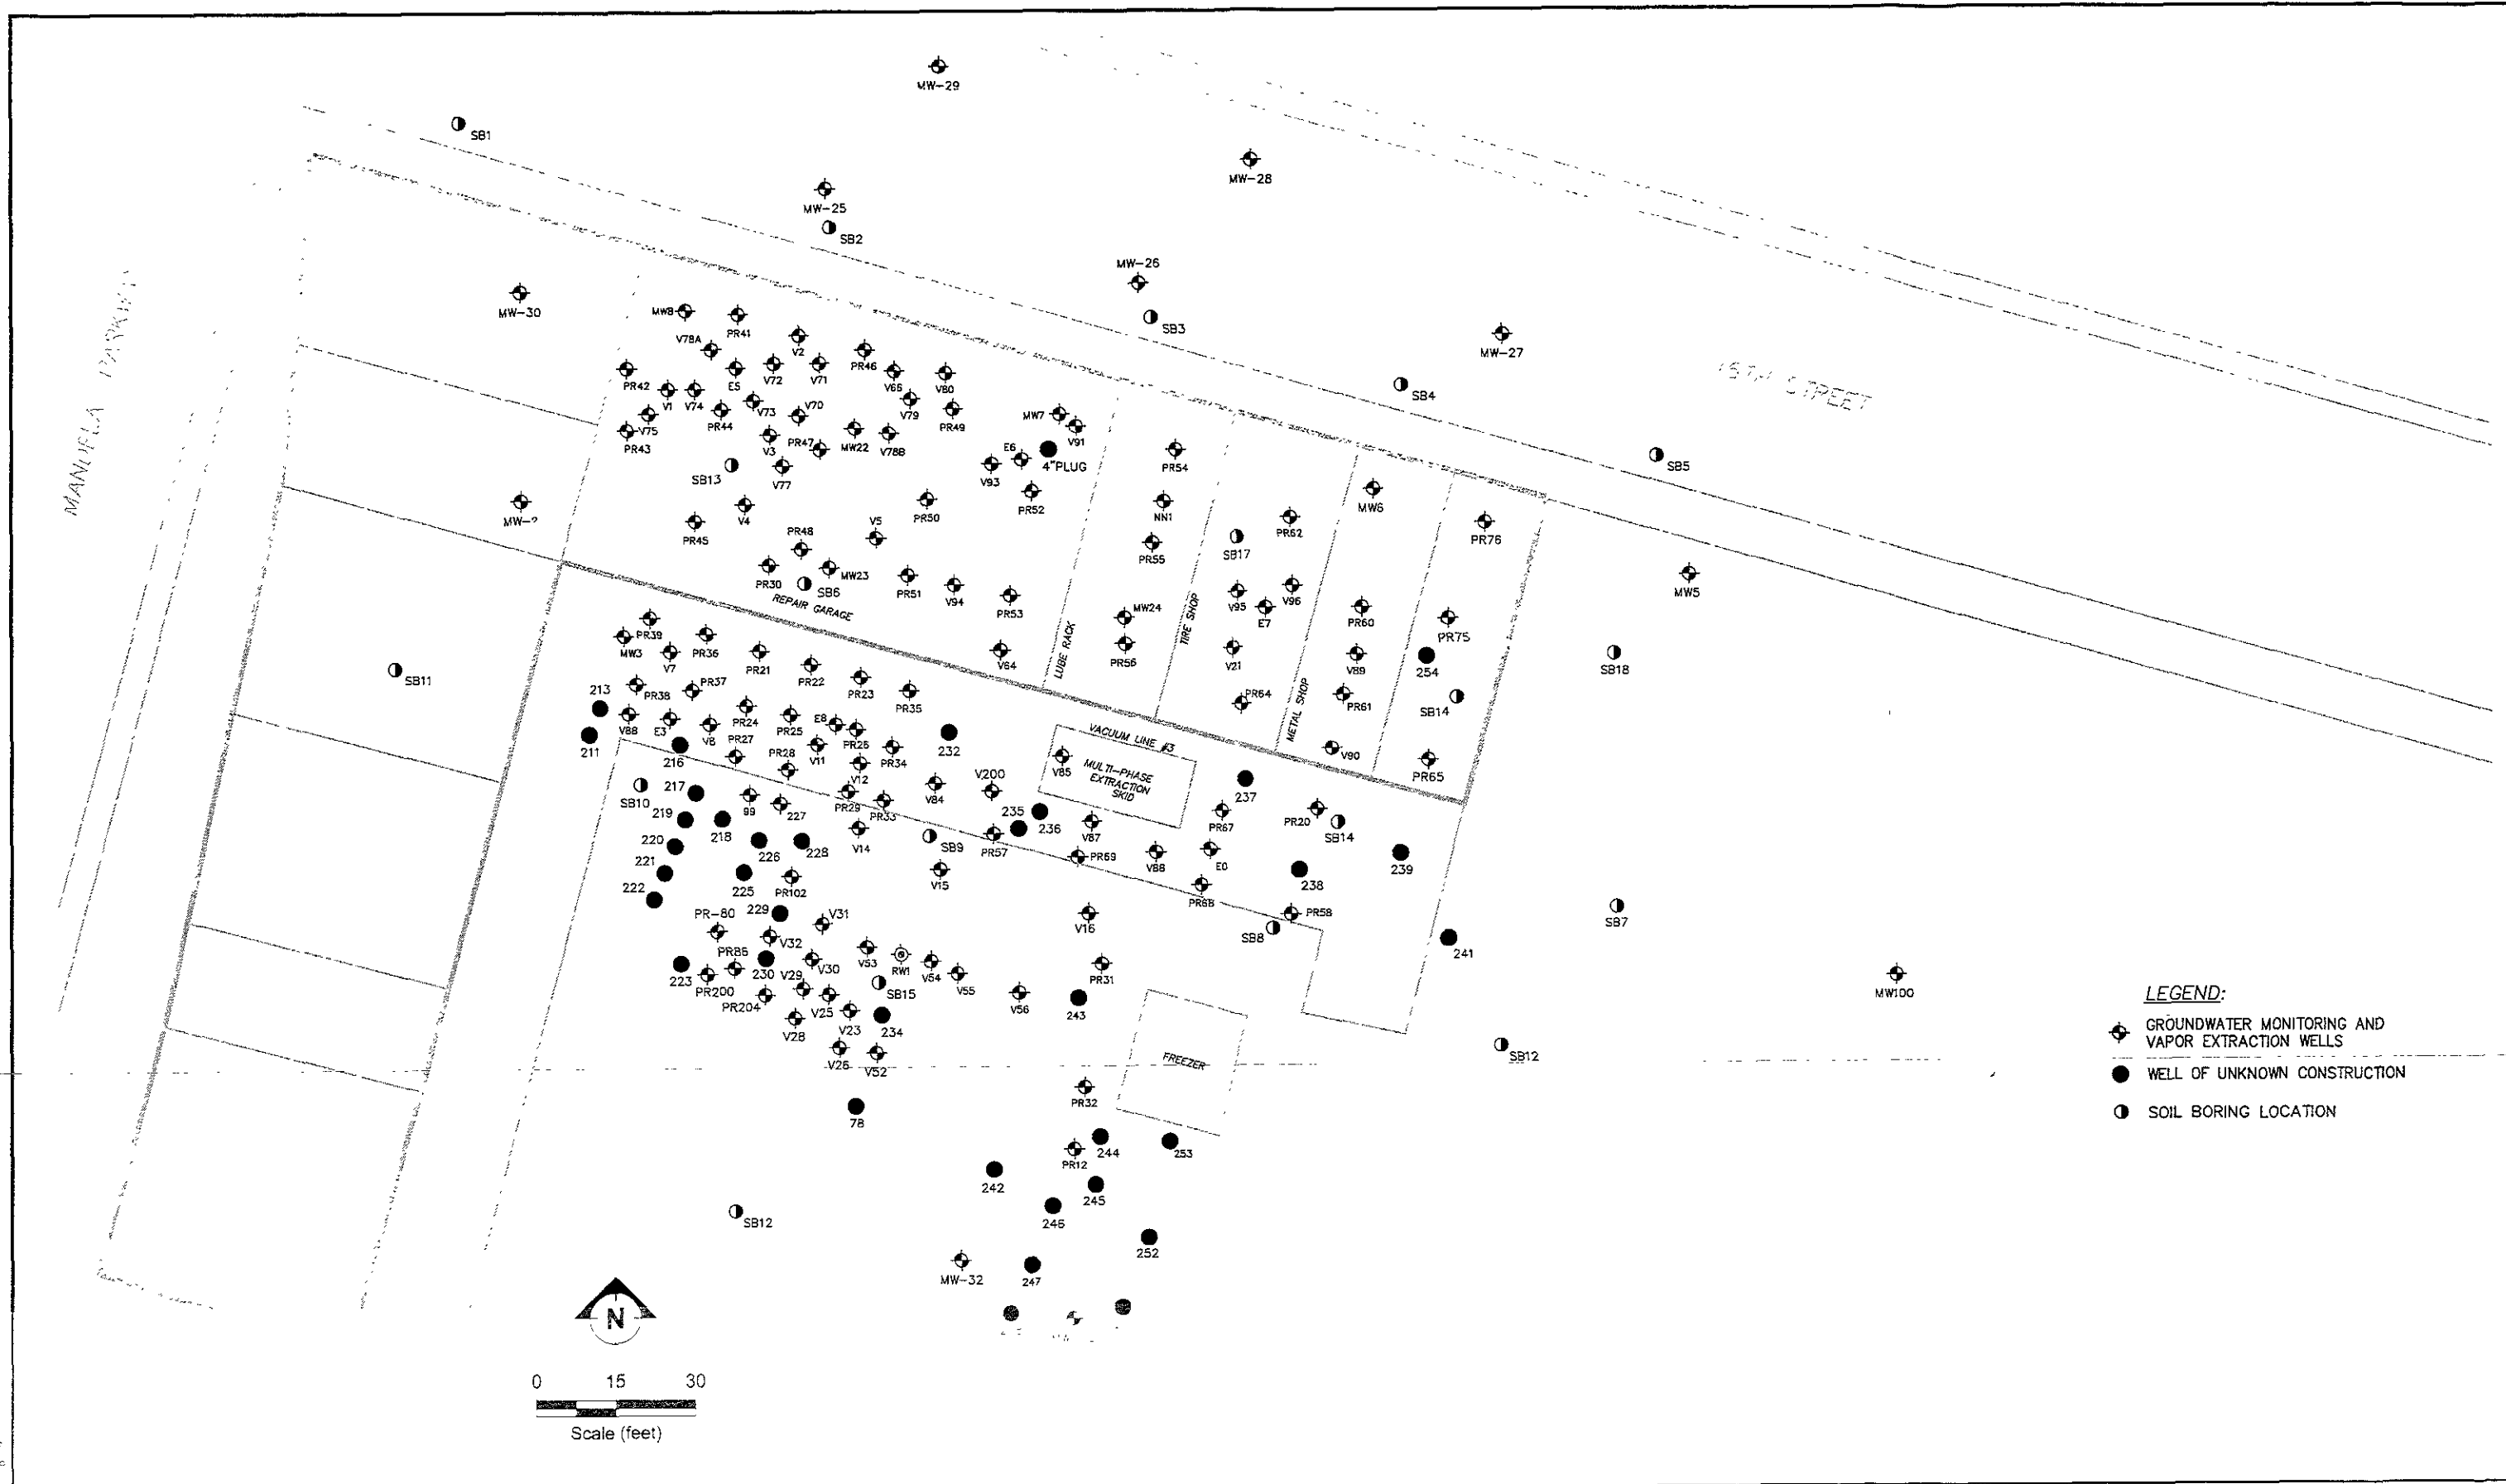 MW-29
SB1
MW-28
MW-25
SB2
MW-26
MW-30
SB3
MW-27
MW8
PR41
V78A
V2
PR46
PR42
E5
V72
V71
V65
V80
SB4
V1
V74
V73
V70
V79
V75
PR44
PR49
MW7
V91
PR43
V3
PR47
MW22
V78B
E6
4"PLUG
PR54
SB5
SB13
V77
V93
PR52
MW6
MW-?
V4
PR50
NN1
PR45
PR48
V5
PR62
PR76
SB17
PR55
PR30
MW23
SB6
PR51
V94
PR53
MW5
REPAIR GARAGE
LUBE RACK
TIRE SHOP
METAL SHOP
MW24
V95
E7
V96
PR60
PR75
PR39
MW3
V7
PR36
PR21
PR22
PR23
PR35
V64
PR56
V21
V89
254
SB18
SB11
213
PR38
PR37
PR64
PR61
SB14
V88
E3
V8
PR24
PR25
E8
PR26
232
211
216
PR27
PR28
V11
PR34
VACUUM LINE #3
V90
V12
V85
MULTI-PHASE
EXTRACTION
SKID
PR65
SB10
217
99
227
PR29
PR33
V84
V200
237
219
218
235
236
V87
PR67
PR20
SB14
220
226
228
V14
SB9
PR57
PR69
V86
E0
239
221
225
PR102
V15
238
222
PR68
PR-80
229
V31
V16
SB8
PR58
SB7
PR86
V32
241
223
PR200
230
V30
V53
RW1
V54
V55
PR31
MW100
PR204
V29
V25
SB15
V56
243
V28
V23
234
V26
V52
FREEZER
SB12
78
PR32
PR12
244
253
242
245
246
SB12
252
MW-32
247
15TH STREET
LEGEND:
GROUNDWATER MONITORING AND
VAPOR EXTRACTION WELLS
WELL OF UNKNOWN CONSTRUCTION
SOIL BORING LOCATION
N
0 15 30
Scale (feet)